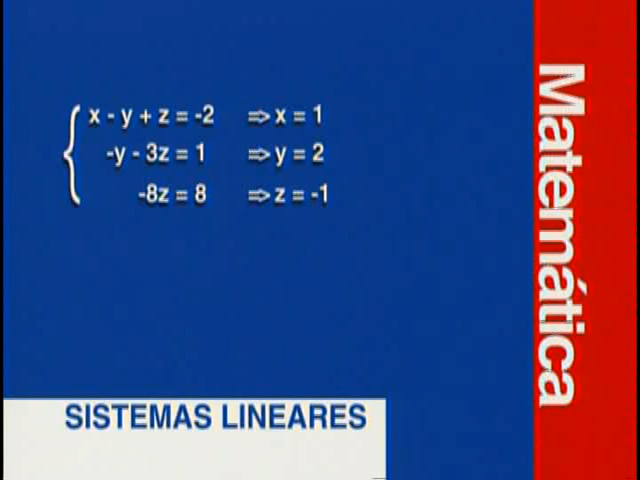 x - y + z = -2 ⇒ x = 1
-y - 3z = 1 ⇒ y = 2
-8z = 8 ⇒ z = -1
SISTEMAS LINEARES
Matemática